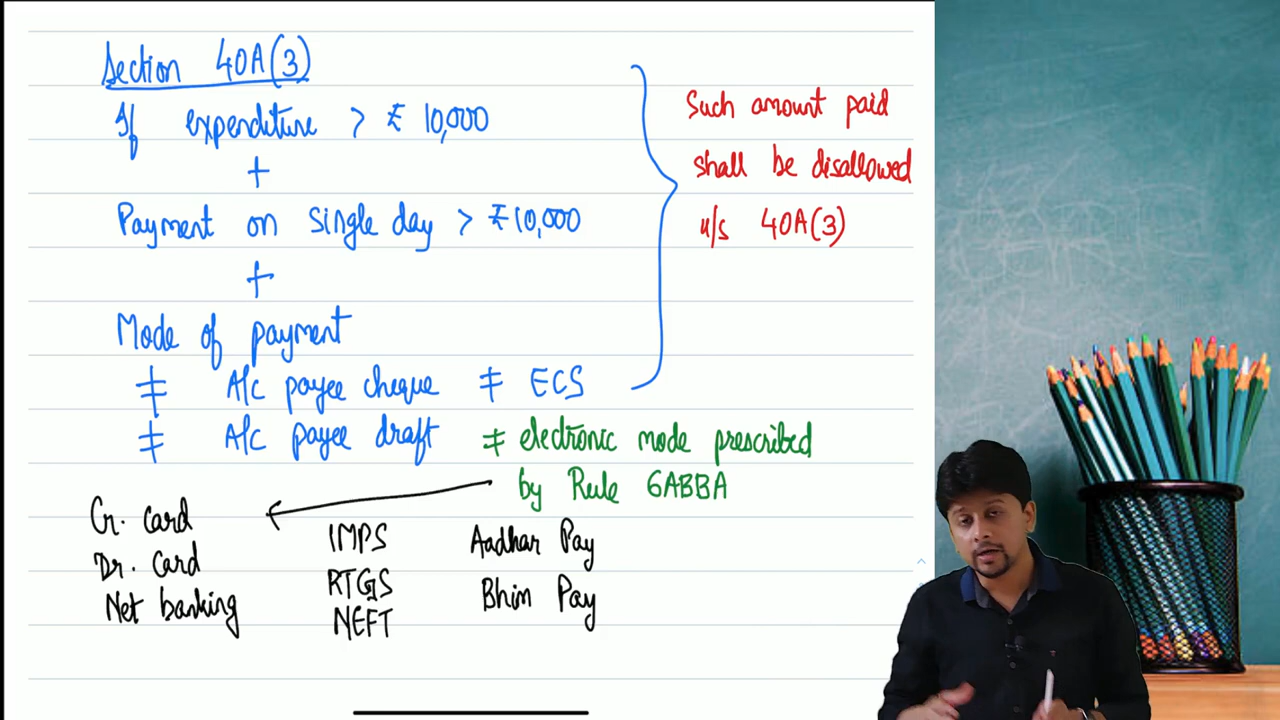 Section 40A(3)
If expenditure > ₹ 10,000
+
Payment on single day > ₹10,000
+
Mode of payment
≠ A/c payee cheque ≠ ECS
≠ A/c payee draft ≠ electronic mode prescribed
by Rule 6ABBA
Such amount paid
shall be disallowed
u/s 40A(3)
Cr. card
Dr. Card
Net banking
IMPS
RTGS
NEFT
Aadhar Pay
Bhim Pay